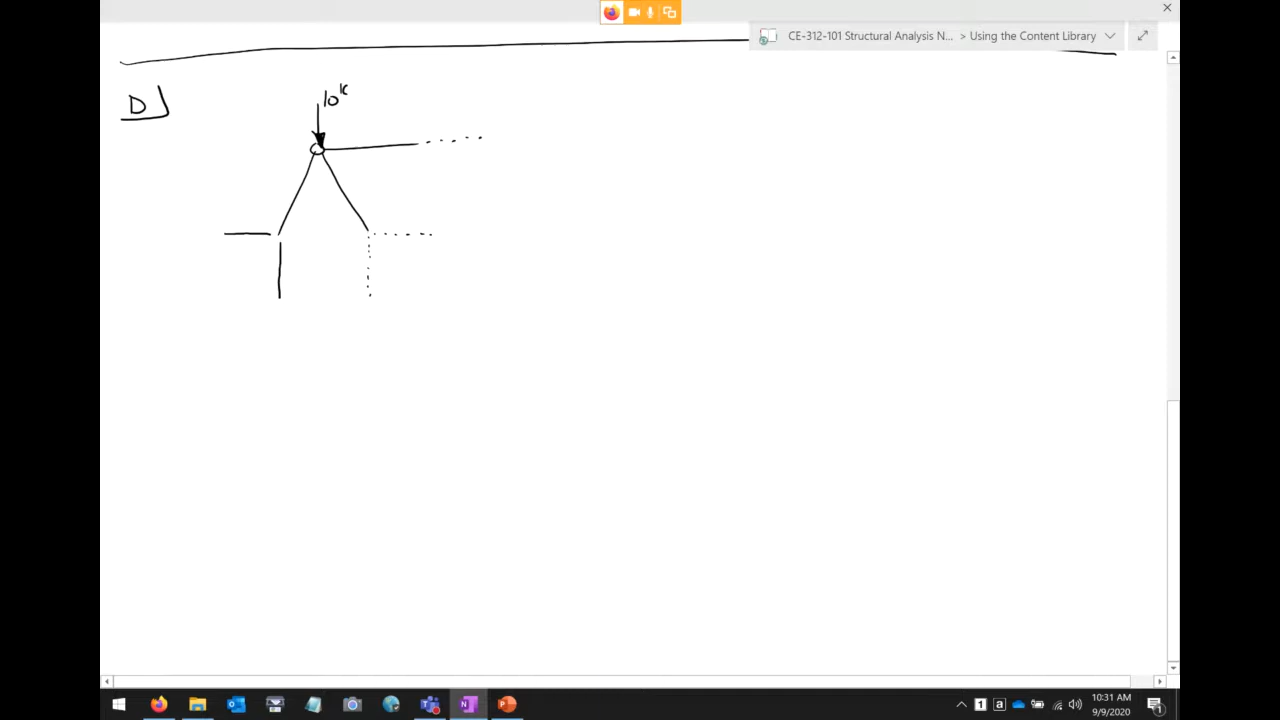 CE-312-101 Structural Analysis N... > Using the Content Library
D)
10ᵏ
10:31 AM
9/9/2020